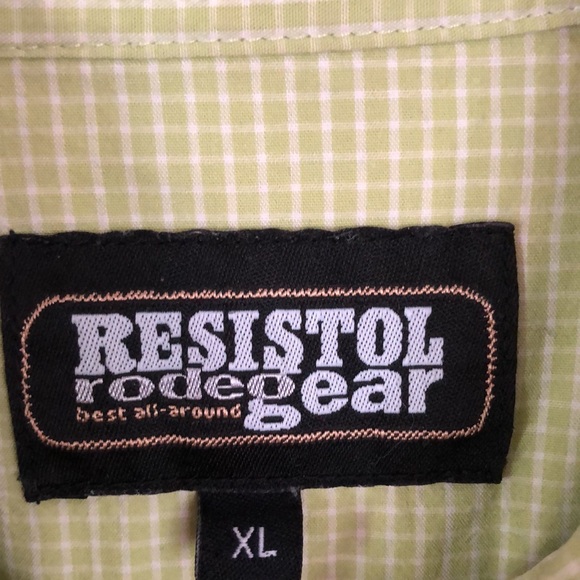 RESISTOL
rodeogear
best all-around
XL